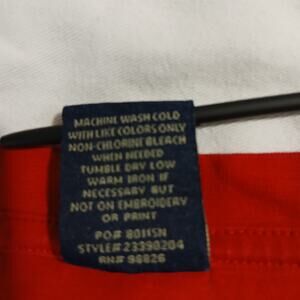 MACHINE WASH COLD
WITH LIKE COLORS ONLY
NON-CHLORINE BLEACH
WHEN NEEDED
TUMBLE DRY LOW
WARM IRON IF
NECESSARY BUT
NOT ON EMBROIDERY
OR PRINT
PO# 8011SN
STYLE# 23390204
RN# 98826